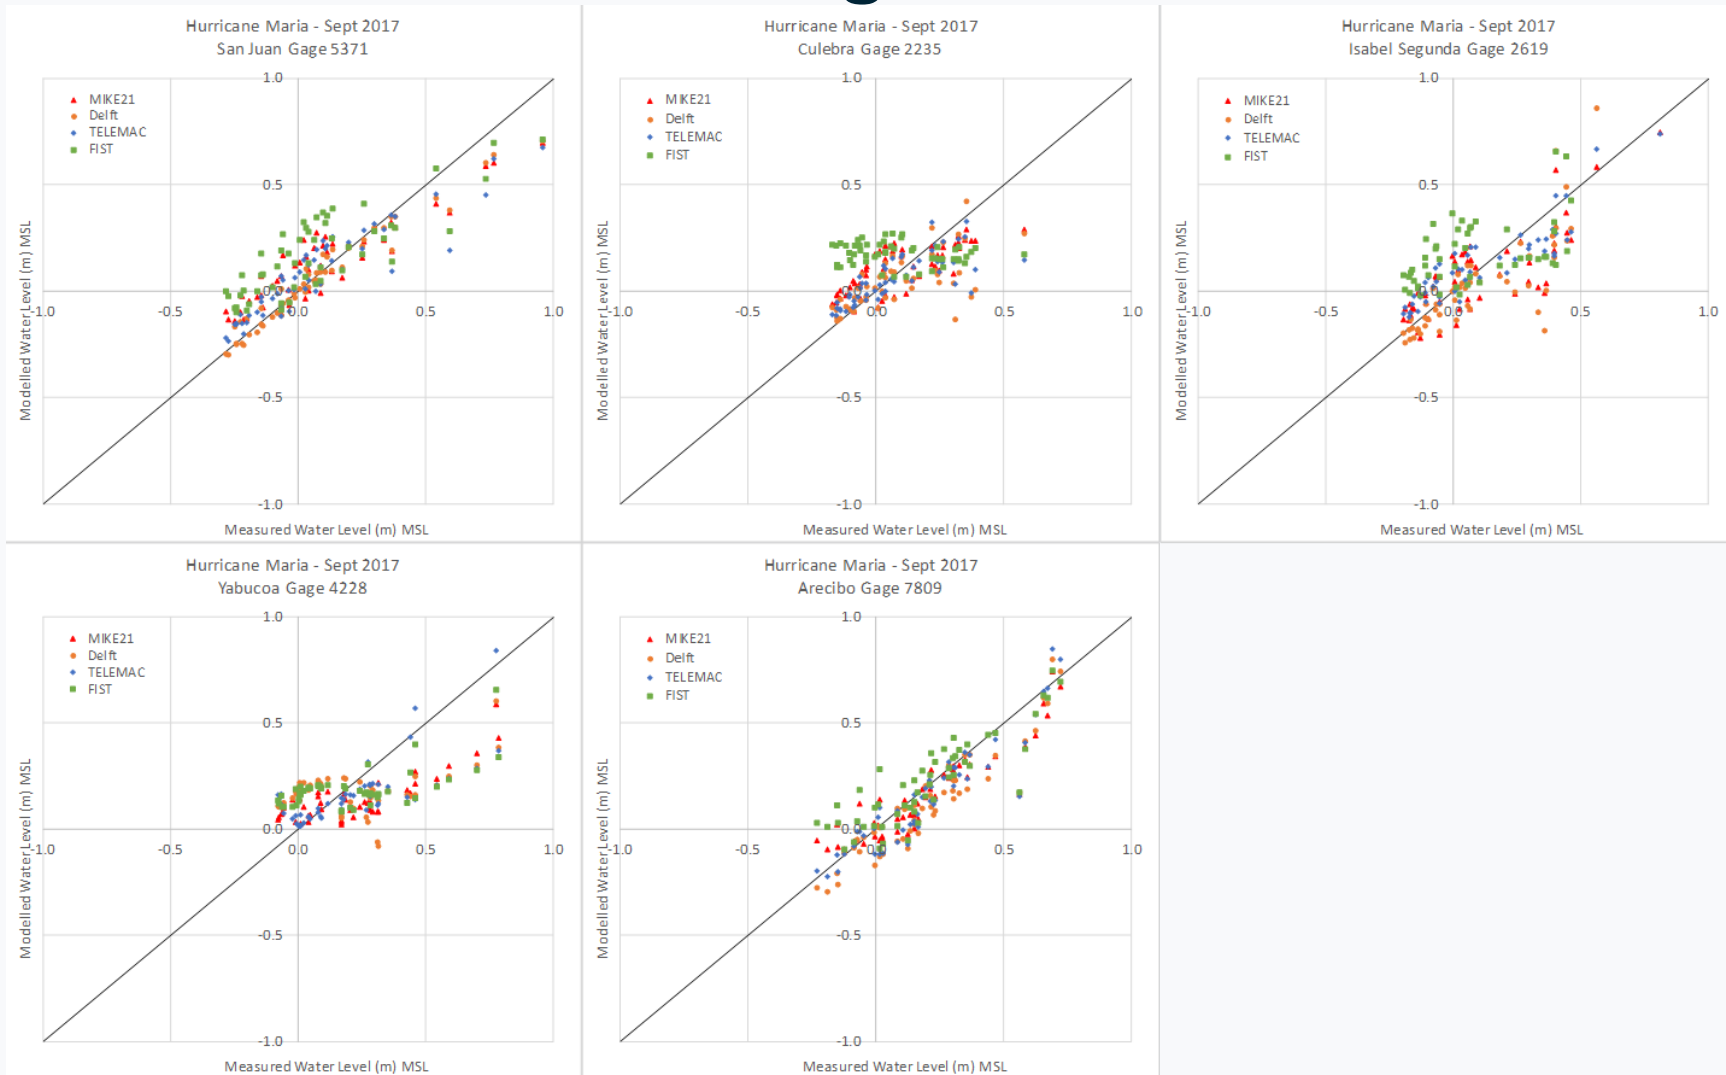 Hurricane Maria - Sept 2017
San Juan Gage 5371
1.0
MIKE21
Delft
TELEMAC
FIST
0.5
0.0
-1.0
-0.5
0.0
0.5
1.0
-0.5
-1.0
Modelled Water Level (m) MSL
Measured Water Level (m) MSL
Hurricane Maria - Sept 2017
Culebra Gage 2235
1.0
MIKE21
Delft
TELEMAC
FIST
0.5
0.0
-1.0
-0.5
0.0
0.5
1.0
-0.5
-1.0
Modelled Water Level (m) MSL
Measured Water Level (m) MSL
Hurricane Maria - Sept 2017
Isabel Segunda Gage 2619
1.0
MIKE21
Delft
TELEMAC
FIST
0.5
0.0
-1.0
-0.5
0.0
0.5
1.0
-0.5
-1.0
Modelled Water Level (m) MSL
Measured Water Level (m) MSL
Hurricane Maria - Sept 2017
Yabucoa Gage 4228
1.0
MIKE21
Delft
TELEMAC
FIST
0.5
0.0
-1.0
-0.5
0.0
0.5
1.0
-0.5
-1.0
Modelled Water Level (m) MSL
Measured Water Level (m) MSL
Hurricane Maria - Sept 2017
Arecibo Gage 7809
1.0
MIKE21
Delft
TELEMAC
FIST
0.5
0.0
-1.0
-0.5
0.0
0.5
1.0
-0.5
-1.0
Modelled Water Level (m) MSL
Measured Water Level (m) MSL